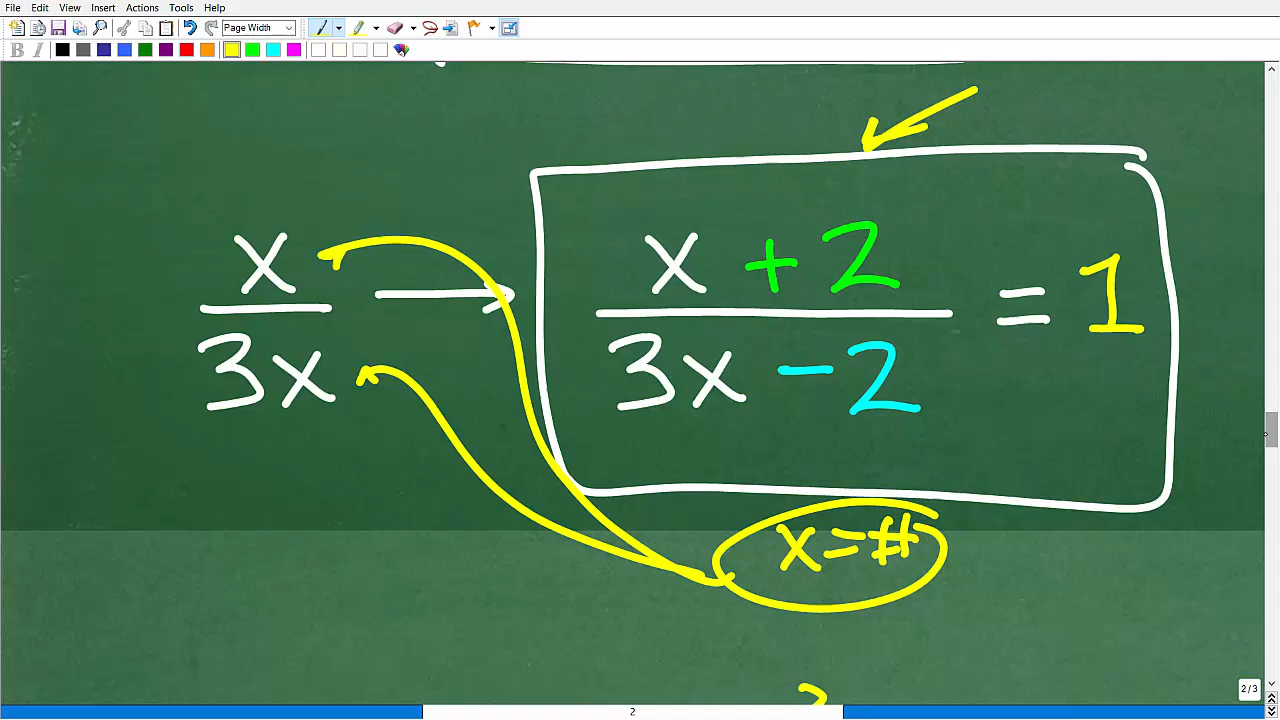 File Edit View Insert Actions Tools Help
Page Width
B I
x/3x → (x + 2)/(3x - 2) = 1
x = #
2/3
2